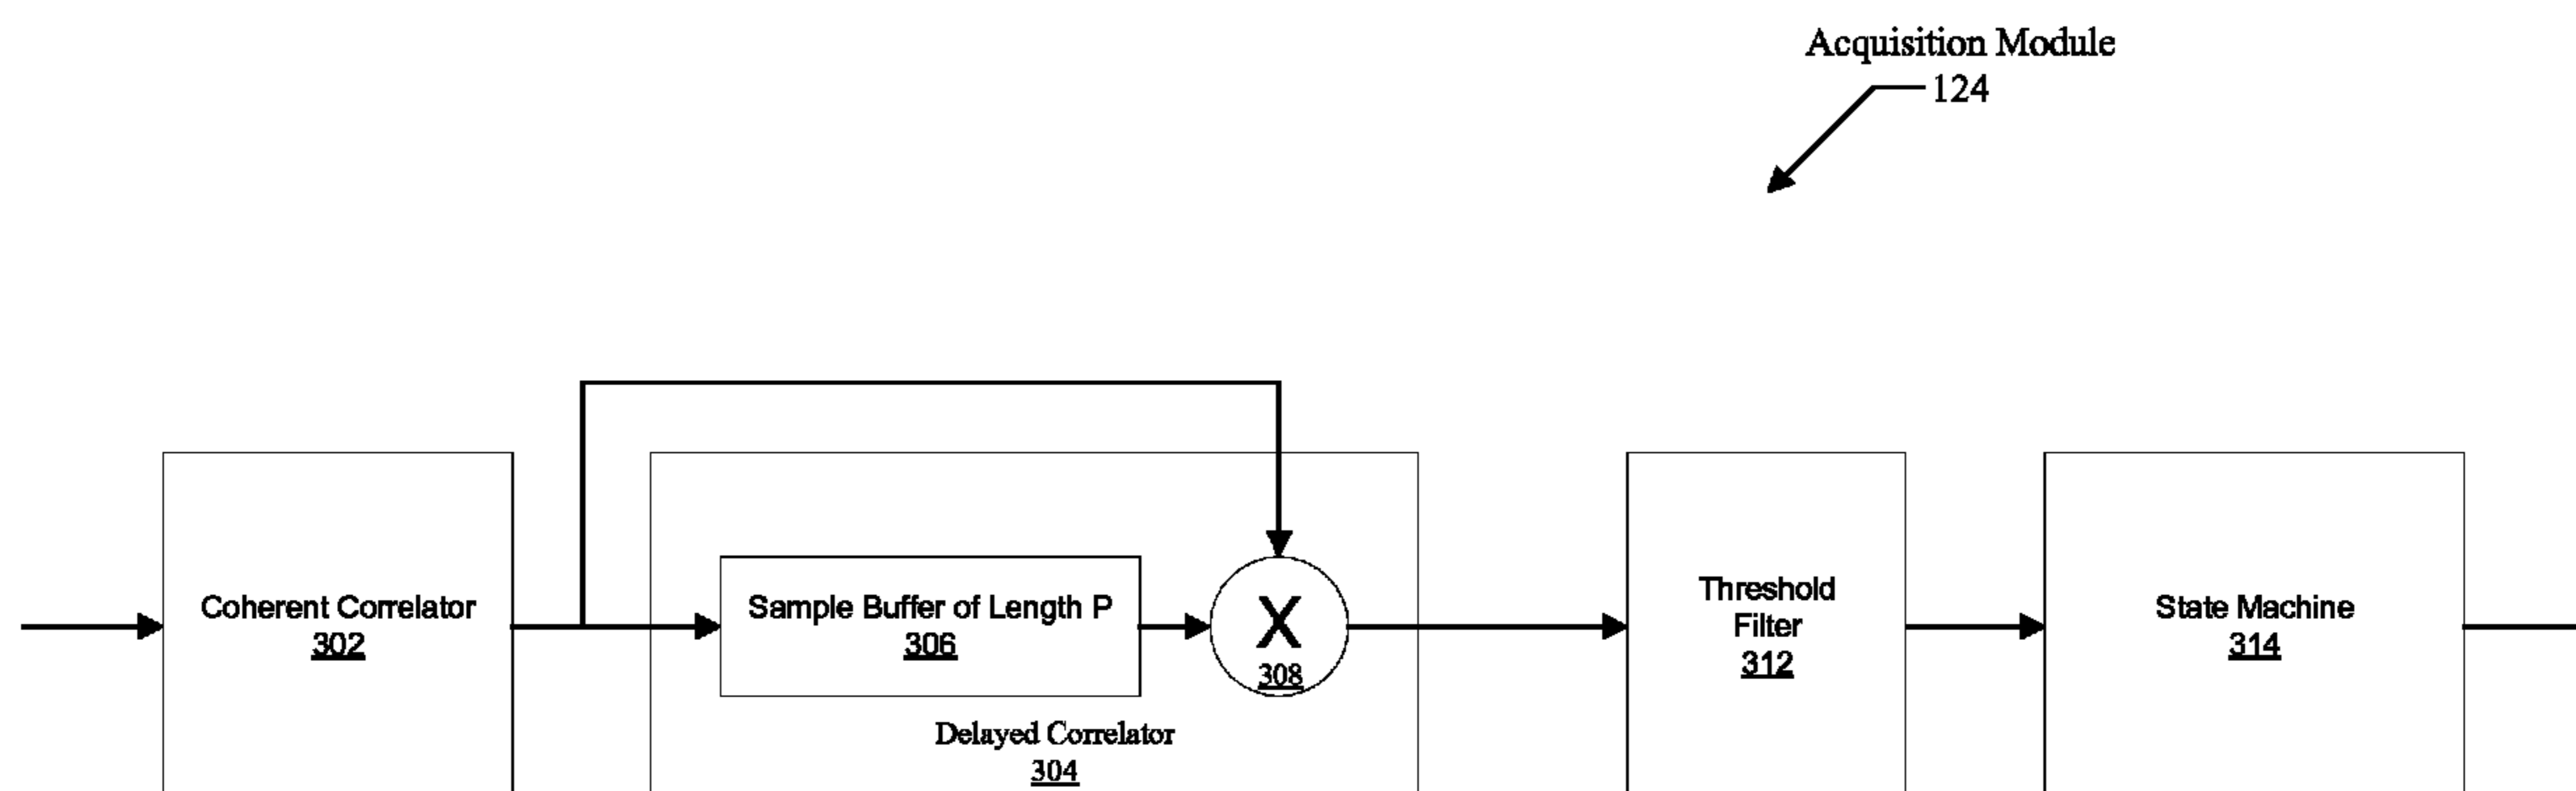 Acquisition Module
124
Coherent Correlator
302
Sample Buffer of Length P
306
X
308
Delayed Correlator
304
Threshold
Filter
312
State Machine
314